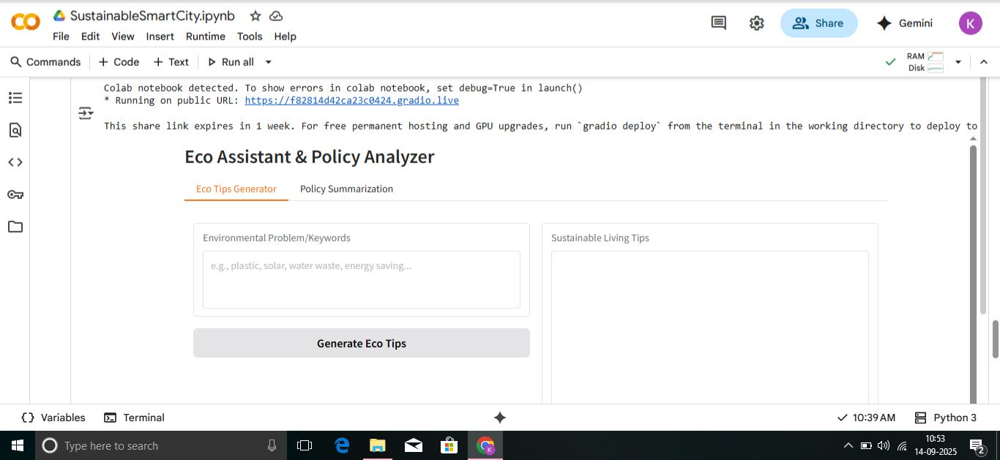 SustainableSmartCity.ipynb
Share
Gemini
K
File Edit View Insert Runtime Tools Help
Commands + Code + Text Run all
RAM
Disk
Colab notebook detected. To show errors in colab notebook, set debug=True in launch()
* Running on public URL: https://f82814d42ca23c0424.gradio.live
This share link expires in 1 week. For free permanent hosting and GPU upgrades, run `gradio deploy` from the terminal in the working directory to deploy to
Eco Assistant & Policy Analyzer
Eco Tips Generator Policy Summarization
Environmental Problem/Keywords
e.g., plastic, solar, water waste, energy saving...
Generate Eco Tips
Sustainable Living Tips
Variables Terminal
10:39 AM Python 3
Type here to search
K
10:53
14-09-2025
2